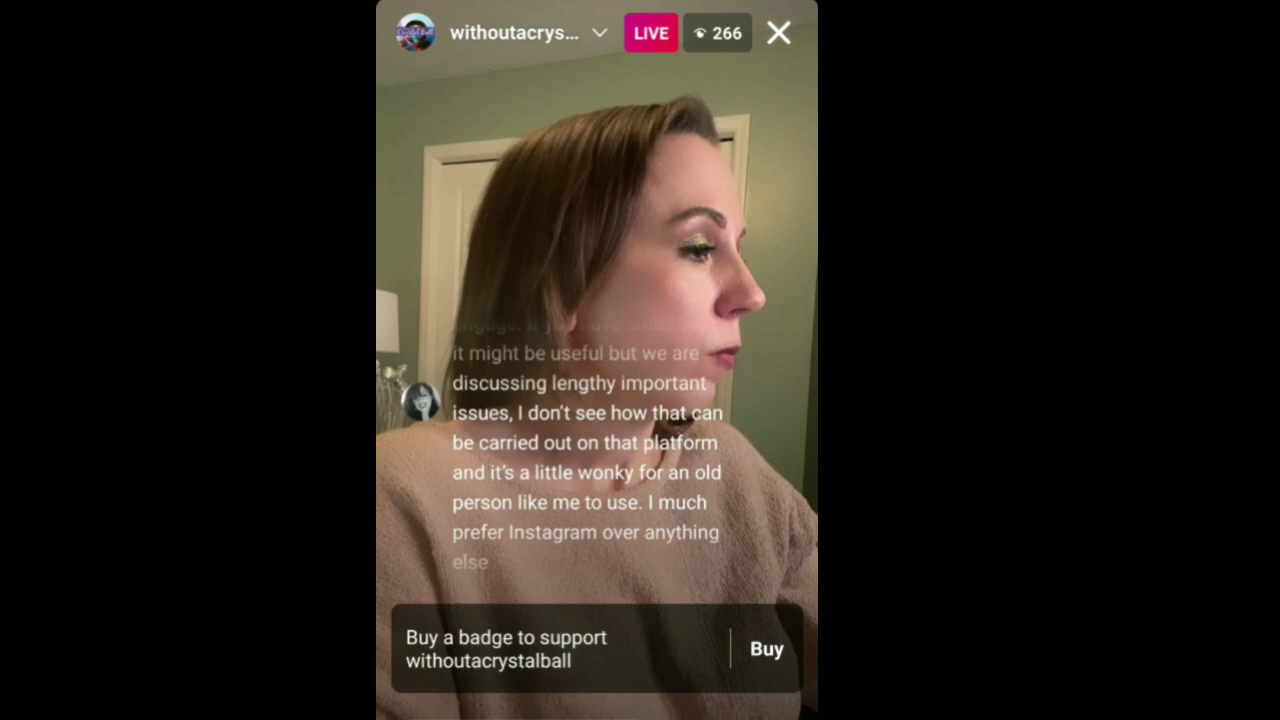 withoutacrys...
LIVE
266
it might be useful but we are
discussing lengthy important
issues, I don't see how that can
be carried out on that platform
and it's a little wonky for an old
person like me to use. I much
prefer Instagram over anything
else
Buy a badge to support
withoutacrystalball
Buy